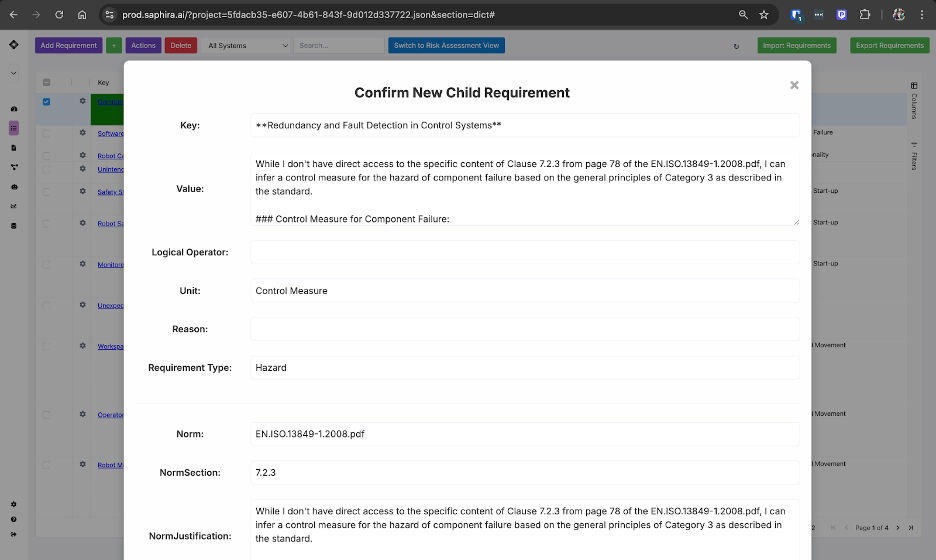 prod.saphira.ai/?project=5fdacb35-e607-4b61-843f-9d012d337722.json&section=dict#
Add Requirement
+
Actions
Delete
All Systems
Search...
Switch to Risk Assessment View
Import Requirements
Export Requirements
Key
Columns
Filters
Software
Failure
Robot Ca
nality
Unintend
Safety S
Start-up
Robot Sa
Start-up
Monitore
Start-up
Unexpec
Workspa
l Movement
Operator
l Movement
Robot M
l Movement
2
Page 1 of 4
Confirm New Child Requirement
×
Key:
**Redundancy and Fault Detection in Control Systems**
Value:
While I don't have direct access to the specific content of Clause 7.2.3 from page 78 of the EN.ISO.13849-1.2008.pdf, I can
infer a control measure for the hazard of component failure based on the general principles of Category 3 as described in
the standard.
### Control Measure for Component Failure:
Logical Operator:
Unit:
Control Measure
Reason:
Requirement Type:
Hazard
Norm:
EN.ISO.13849-1.2008.pdf
NormSection:
7.2.3
NormJustification:
While I don't have direct access to the specific content of Clause 7.2.3 from page 78 of the EN.ISO.13849-1.2008.pdf, I can
infer a control measure for the hazard of component failure based on the general principles of Category 3 as described in
the standard.